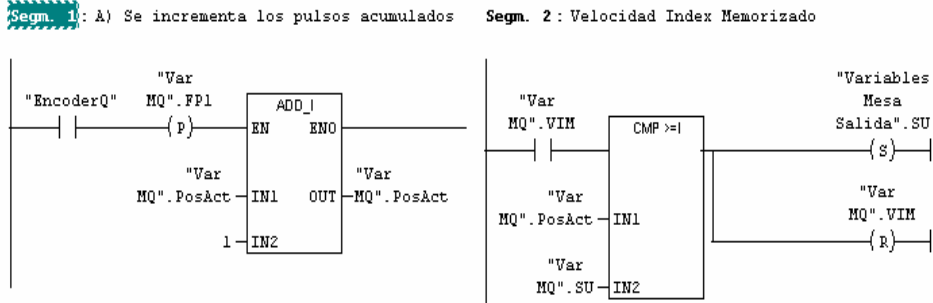 Segm. 1: A) Se incrementa los pulsos acumulados
"EncoderQ"
"Var
MQ".FP1
( P )
ADD_I
EN ENO
"Var
MQ".PosAct
IN1 OUT
"Var
MQ".PosAct
1
IN2
Segm. 2 : Velocidad Index Memorizado
"Var
MQ".VIM
CMP >=I
"Variables
Mesa
Salida".SU
( S )
"Var
MQ".PosAct
IN1
"Var
MQ".VIM
( R )
"Var
MQ".SU
IN2